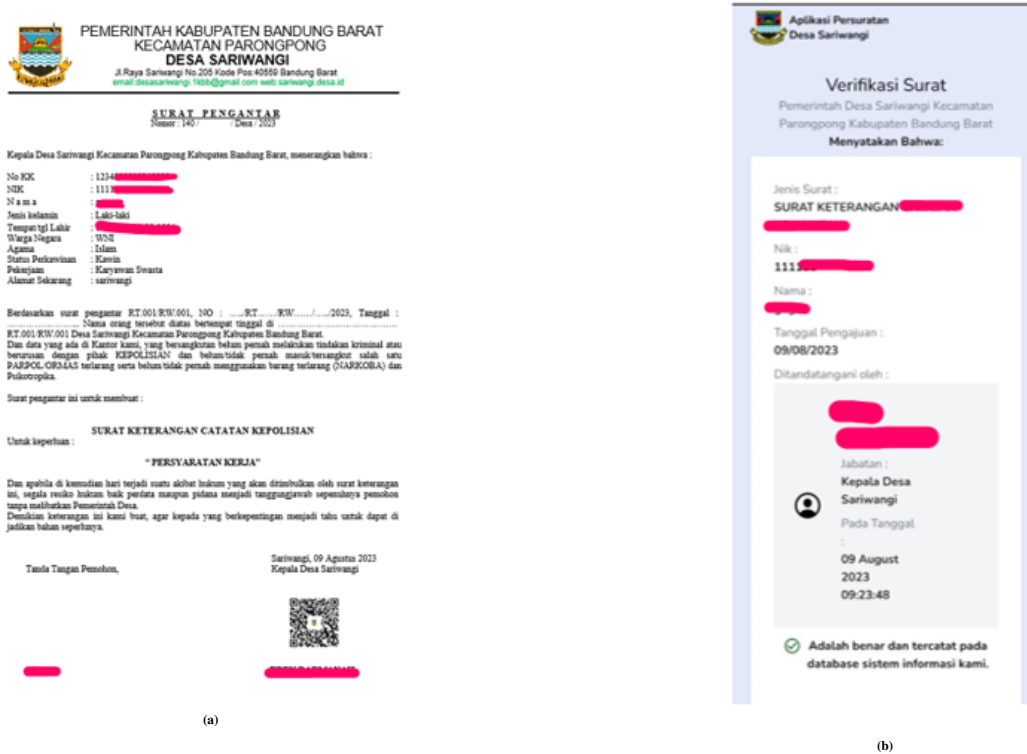 PEMERINTAH KABUPATEN BANDUNG BARAT
KECAMATAN PARONGPONG
DESA SARIWANGI
Jl.Raya Sariwangi No.205 Kode Pos:40559 Bandung Barat
email:desasariwangi.1kbb@gmail.com web:sariwangi.desa.id
SURAT PENGANTAR
Nomor : 140 / / Desa / 2023
Kepala Desa Sariwangi Kecamatan Parongpong Kabupaten Bandung Barat, menerangkan bahwa :
No KK : 1234
NIK : 1111
N a m a :
Jenis kelamin : Laki-laki
Tempat/tgl Lahir :
Warga Negara : WNI
Agama : Islam
Status Perkawinan : Kawin
Pekerjaan : Karyawan Swasta
Alamat Sekarang : sariwangi
Berdasarkan surat pengantar RT.001/RW.001, NO : ...../RT...../RW...../...../2023, Tanggal :
............................ Nama orang tersebut diatas bertempat tinggal di ................................................
RT.001/RW.001 Desa Sariwangi Kecamatan Parongpong Kabupaten Bandung Barat.
Dan data yang ada di Kantor kami, yang bersangkutan belum pernah melakukan tindakan kriminal atau
berurusan dengan pihak KEPOLISIAN dan belum/tidak pernah masuk/tersangkut salah satu
PARPOL/ORMAS terlarang serta belum/tidak pernah menggunakan barang terlarang (NARKOBA) dan
Psikotropika.
Surat pengantar ini untuk membuat :
SURAT KETERANGAN CATATAN KEPOLISIAN
Untuk keperluan :
“ PERSYARATAN KERJA”
Dan apabila di kemudian hari terjadi suatu akibat hukum yang akan ditimbulkan oleh surat keterangan
ini, segala resiko hukum baik perdata maupun pidana menjadi tanggungjawab sepenuhnya pemohon
tanpa melibatkan Pemerintah Desa.
Demikian keterangan ini kami buat, agar kepada yang berkepentingan menjadi tahu untuk dapat di
jadikan bahan seperlunya.
Sariwangi, 09 Agustus 2023
Tanda Tangan Pemohon, Kepala Desa Sariwangi
(a)
Aplikasi Persuratan
Desa Sariwangi
Verifikasi Surat
Pemerintah Desa Sariwangi Kecamatan
Parongpong Kabupaten Bandung Barat
Menyatakan Bahwa:
Jenis Surat :
SURAT KETERANGAN
Nik :
1111
Nama :
Tanggal Pengajuan :
09/08/2023
Ditandatangani oleh :
Jabatan :
Kepala Desa
Sariwangi
Pada Tanggal
:
09 August
2023
09:23:48
Adalah benar dan tercatat pada
database sistem informasi kami.
(b)